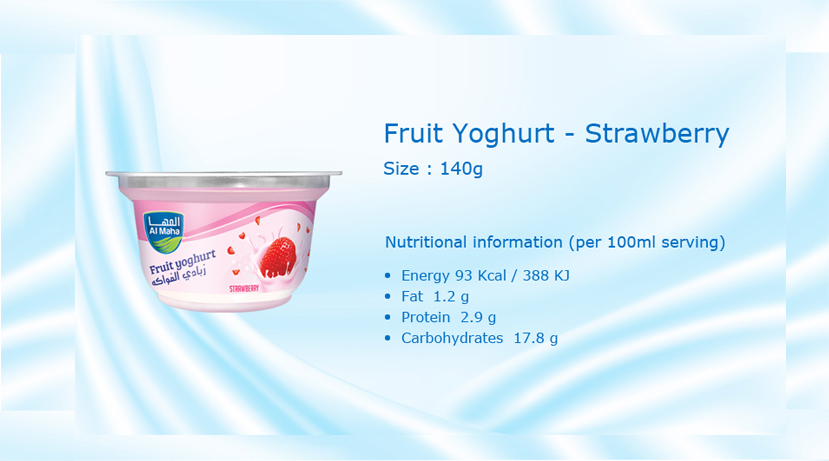 Fruit Yoghurt - Strawberry
Size : 140g
المها
Al Maha
Fruit yoghurt
زبادي الفواكه
STRAWBERRY
Nutritional information (per 100ml serving)
• Energy 93 Kcal / 388 KJ
• Fat 1.2 g
• Protein 2.9 g
• Carbohydrates 17.8 g